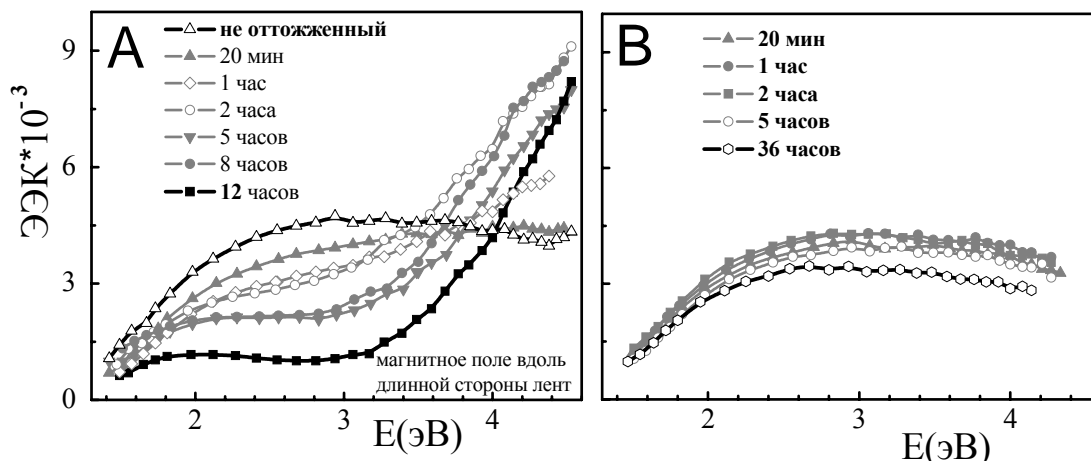 A
не оттожженный
20 мин
1 час
2 часа
5 часов
8 часов
12 часов
магнитное поле вдоль
длинной стороны лент
ЭЭК*10⁻³
9
6
3
0
2
3
4
E(эВ)
B
20 мин
1 час
2 часа
5 часов
36 часов
2
3
4
E(эВ)